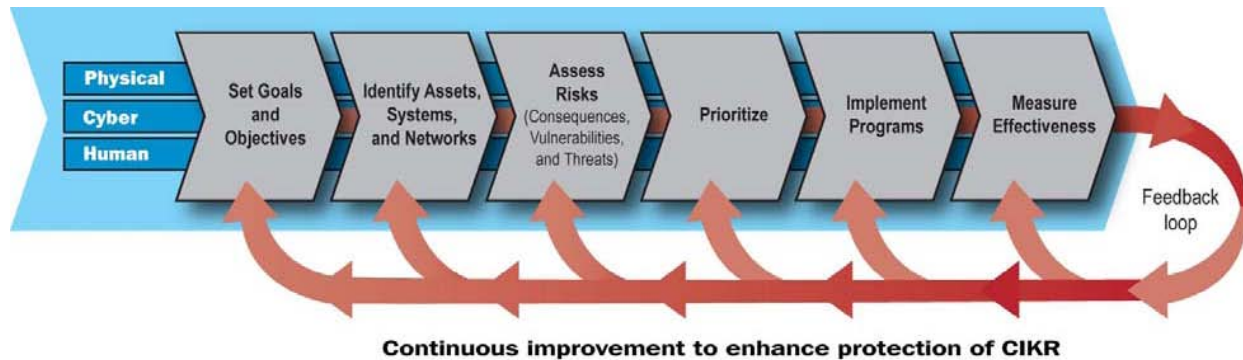 Physical
Cyber
Human
Set Goals
and
Objectives
Identify Assets,
Systems,
and Networks
Assess
Risks
(Consequences,
Vulnerabilities,
and Threats)
Prioritize
Implement
Programs
Measure
Effectiveness
Feedback
loop
Continuous improvement to enhance protection of CIKR